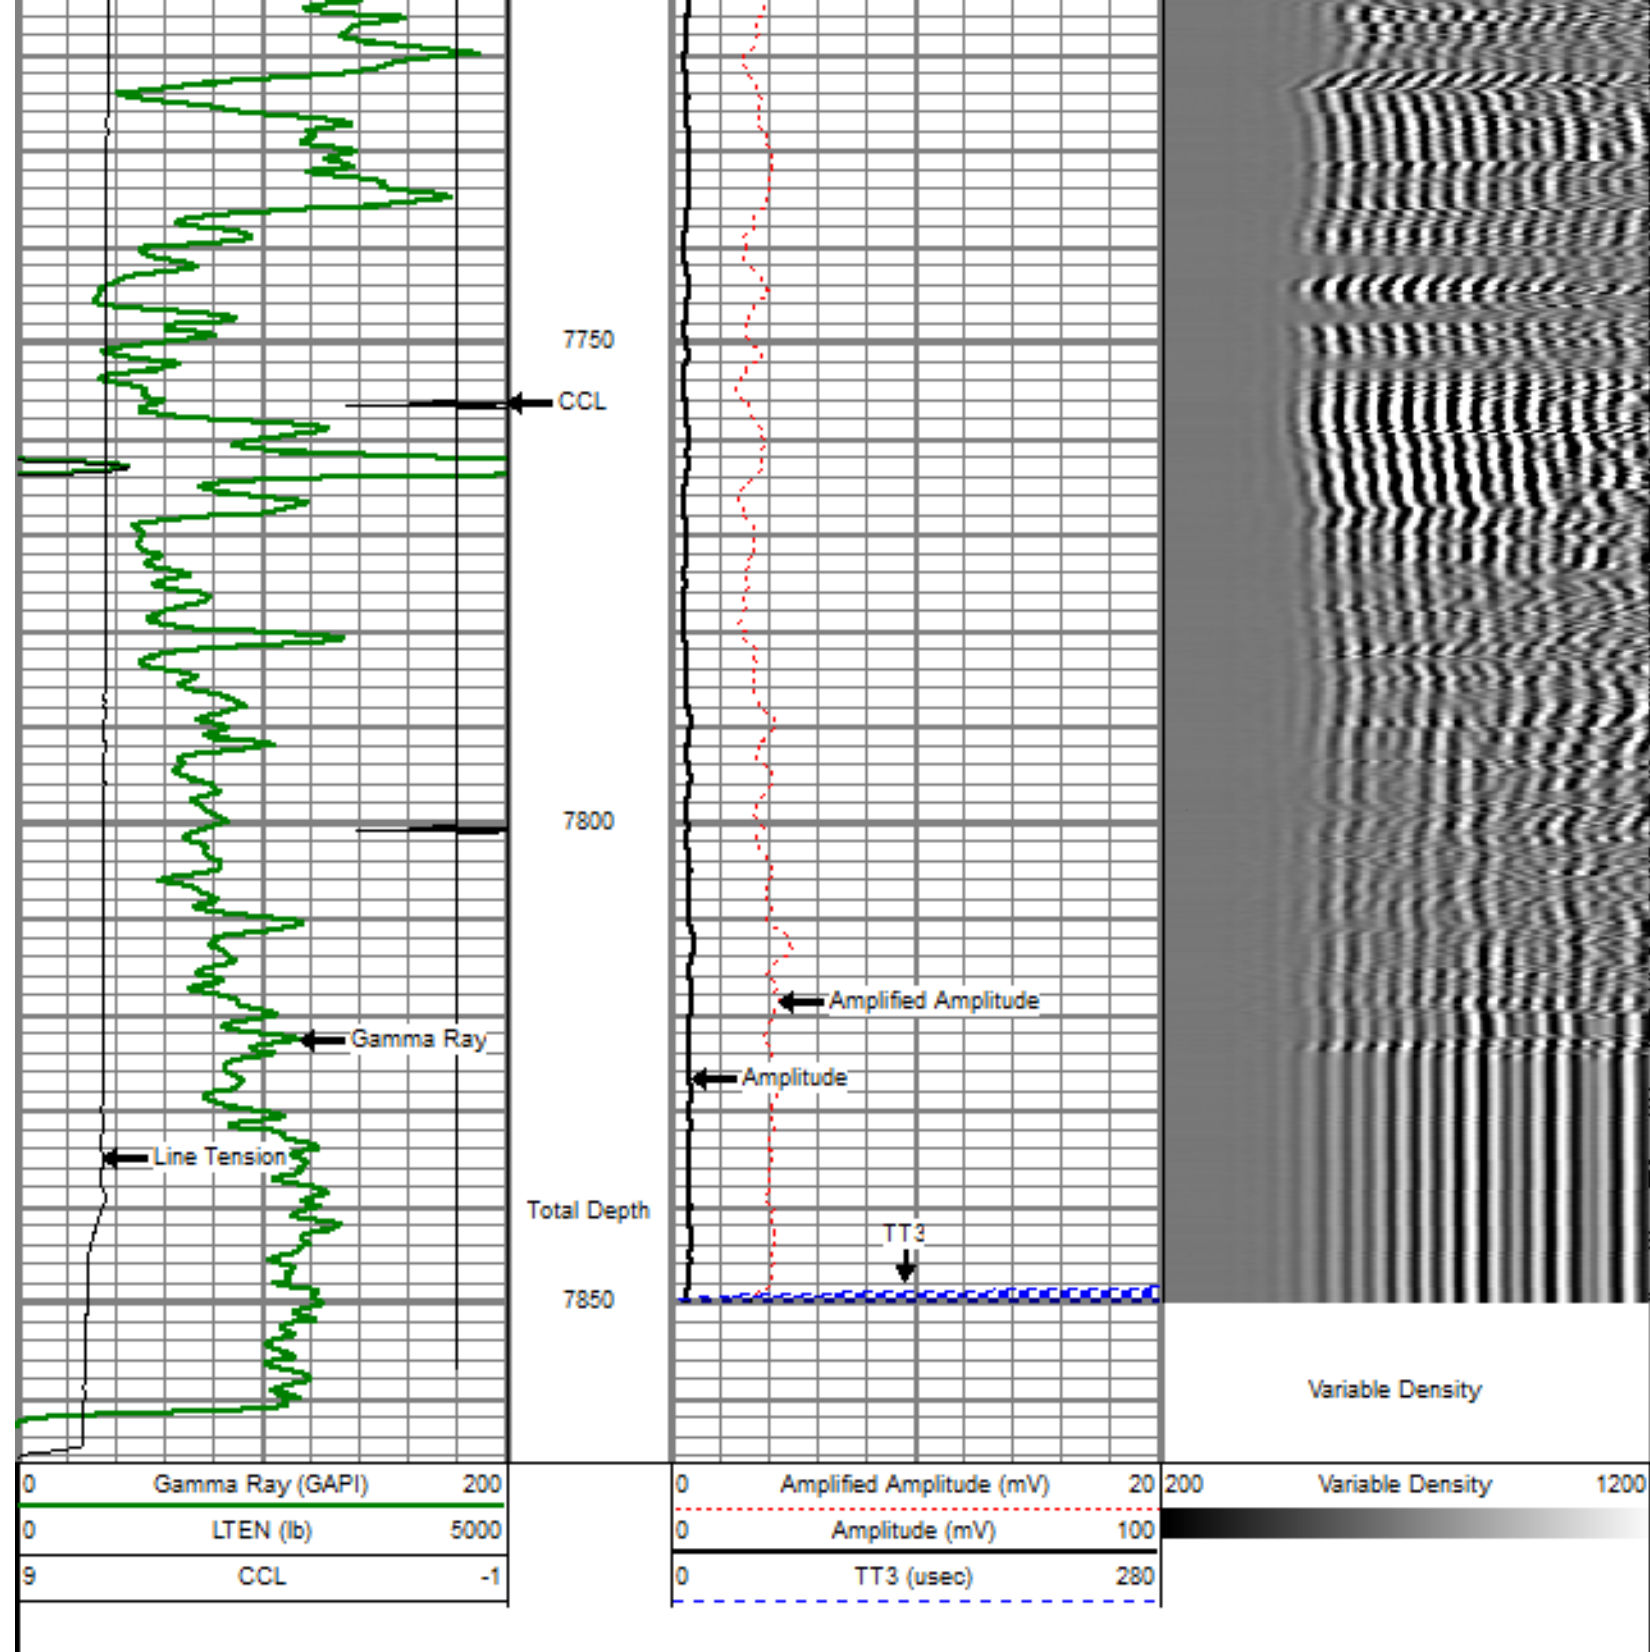 7750
CCL
7800
Amplified Amplitude
Gamma Ray
Amplitude
Line Tension
Total Depth
TT3
7850
Variable Density
0 Gamma Ray (GAPI) 200
0 LTEN (lb) 5000
9 CCL -1
0 Amplified Amplitude (mV) 20
0 Amplitude (mV) 100
0 TT3 (usec) 280
200 Variable Density 1200